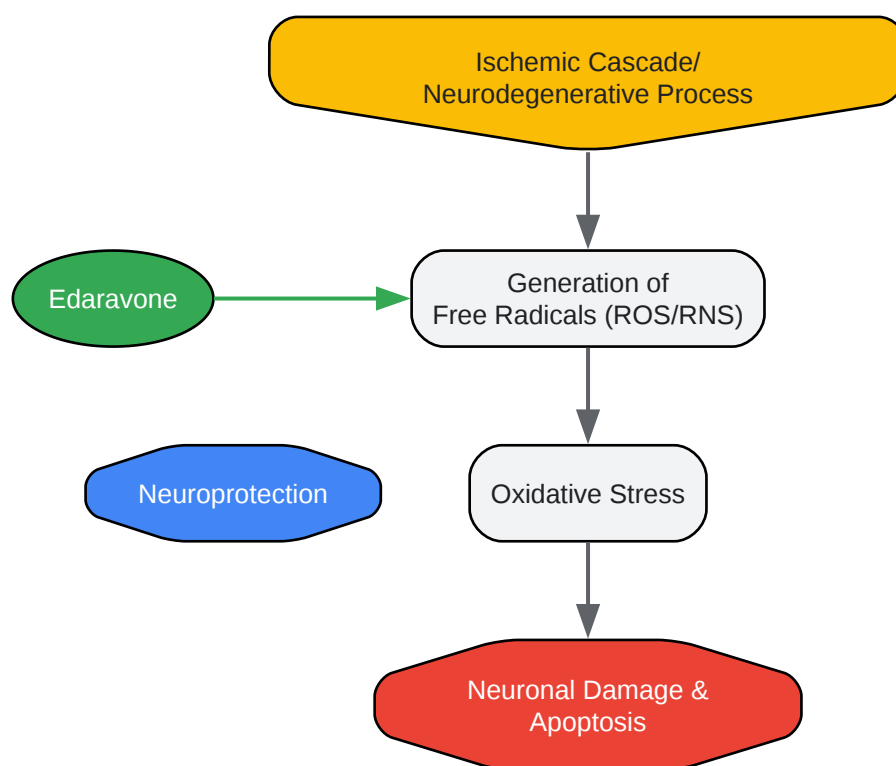 Ischemic Cascade/
Neurodegenerative Process
Edaravone
Generation of
Free Radicals (ROS/RNS)
Neuroprotection
Oxidative Stress
Neuronal Damage &
Apoptosis